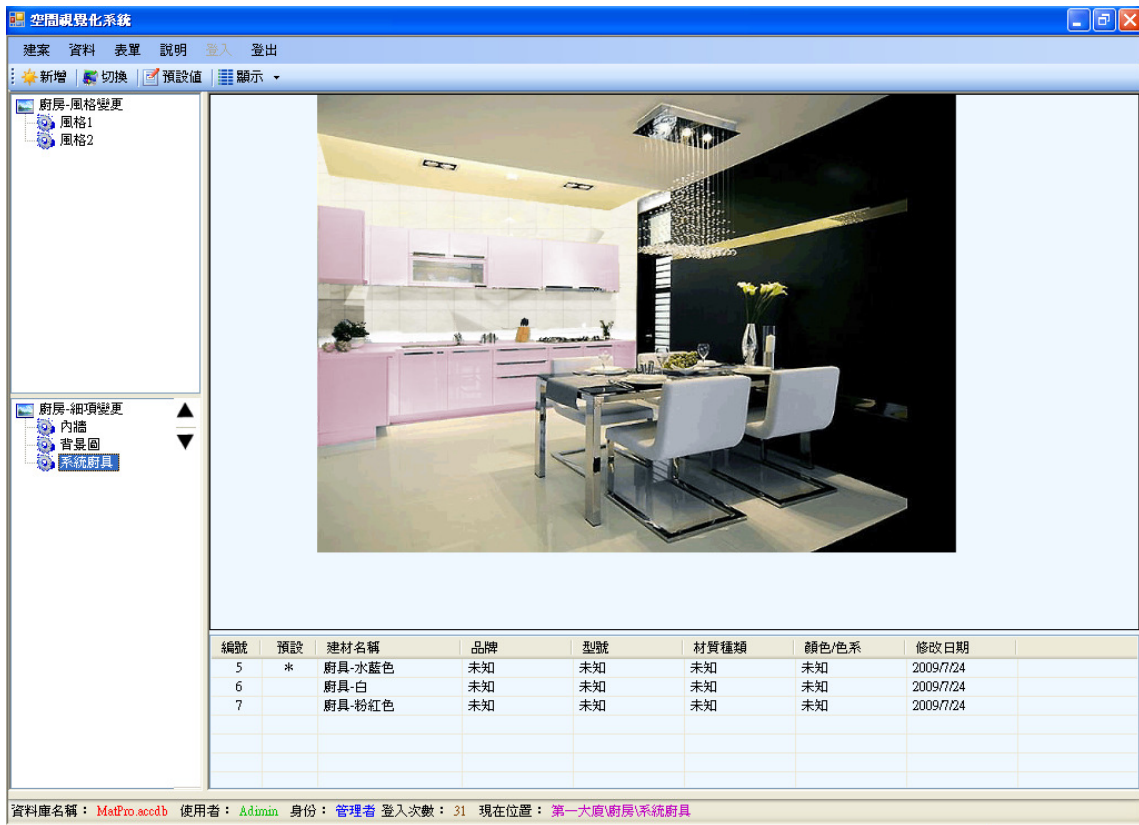 空間視覺化系統
建案 資料 表單 說明 登入 登出
新增 切換 預設值 顯示
廚房-風格變更
風格1
風格2
廚房-細項變更
內牆
背景圖
系統廚具
編號 預設 建材名稱 品牌 型號 材質種類 顏色/色系 修改日期
5 * 廚具-水藍色 未知 未知 未知 未知 2009/7/24
6 廚具-白 未知 未知 未知 未知 2009/7/24
7 廚具-粉紅色 未知 未知 未知 未知 2009/7/24
資料庫名稱： MatPro.accdb 使用者： Adimin 身份： 管理者 登入次數： 31 現在位置： 第一大廈\廚房\系統廚具